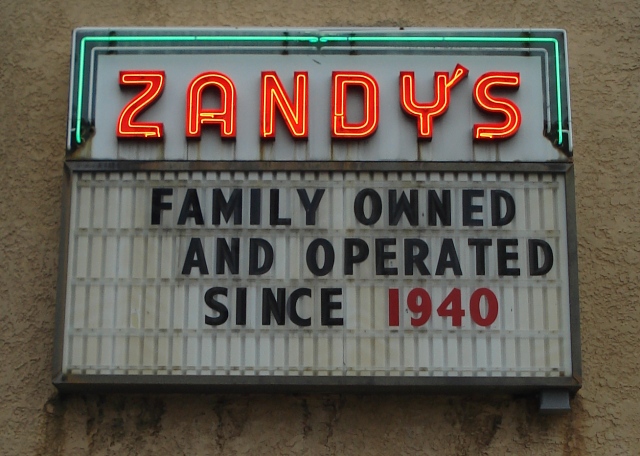 ZANDY'S
FAMILY OWNED
AND OPERATED
SINCE 1940